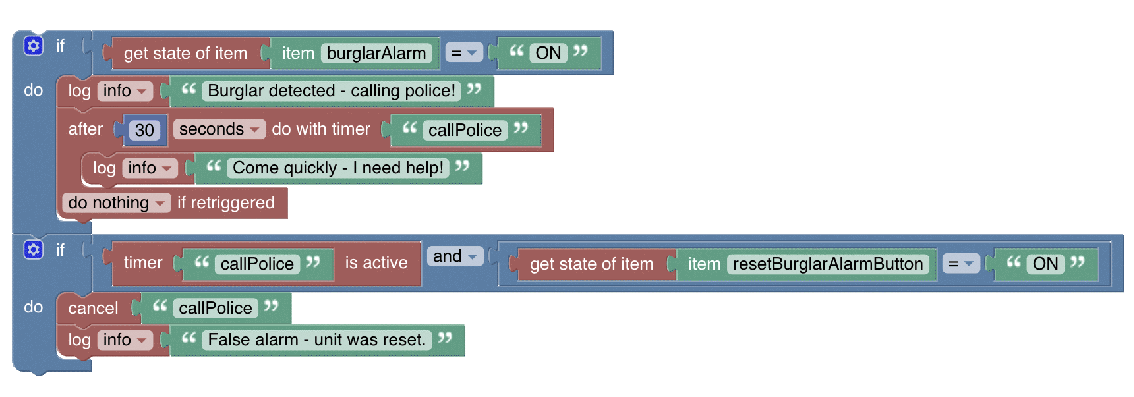 if get state of item item burglarAlarm = “ ON ”
do log info “ Burglar detected - calling police! ”
after 30 seconds do with timer “ callPolice ”
log info “ Come quickly - I need help! ”
do nothing if retriggered
if timer “ callPolice ” is active and get state of item item resetBurglarAlarmButton = “ ON ”
do cancel “ callPolice ”
log info “ False alarm - unit was reset. ”